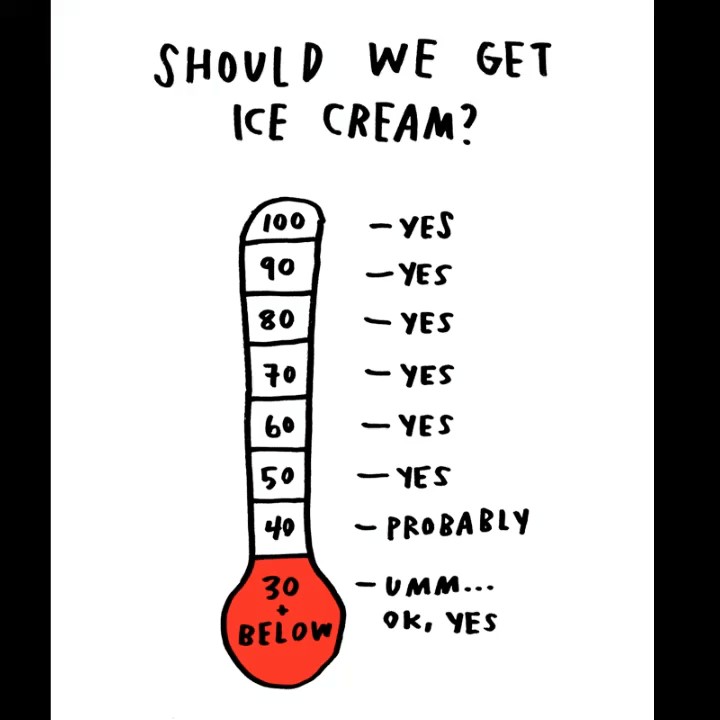 SHOULD WE GET
ICE CREAM?
100 – YES
90 – YES
80 – YES
70 – YES
60 – YES
50 – YES
40 – PROBABLY
30 – UMM...
+ OK, YES
BELOW